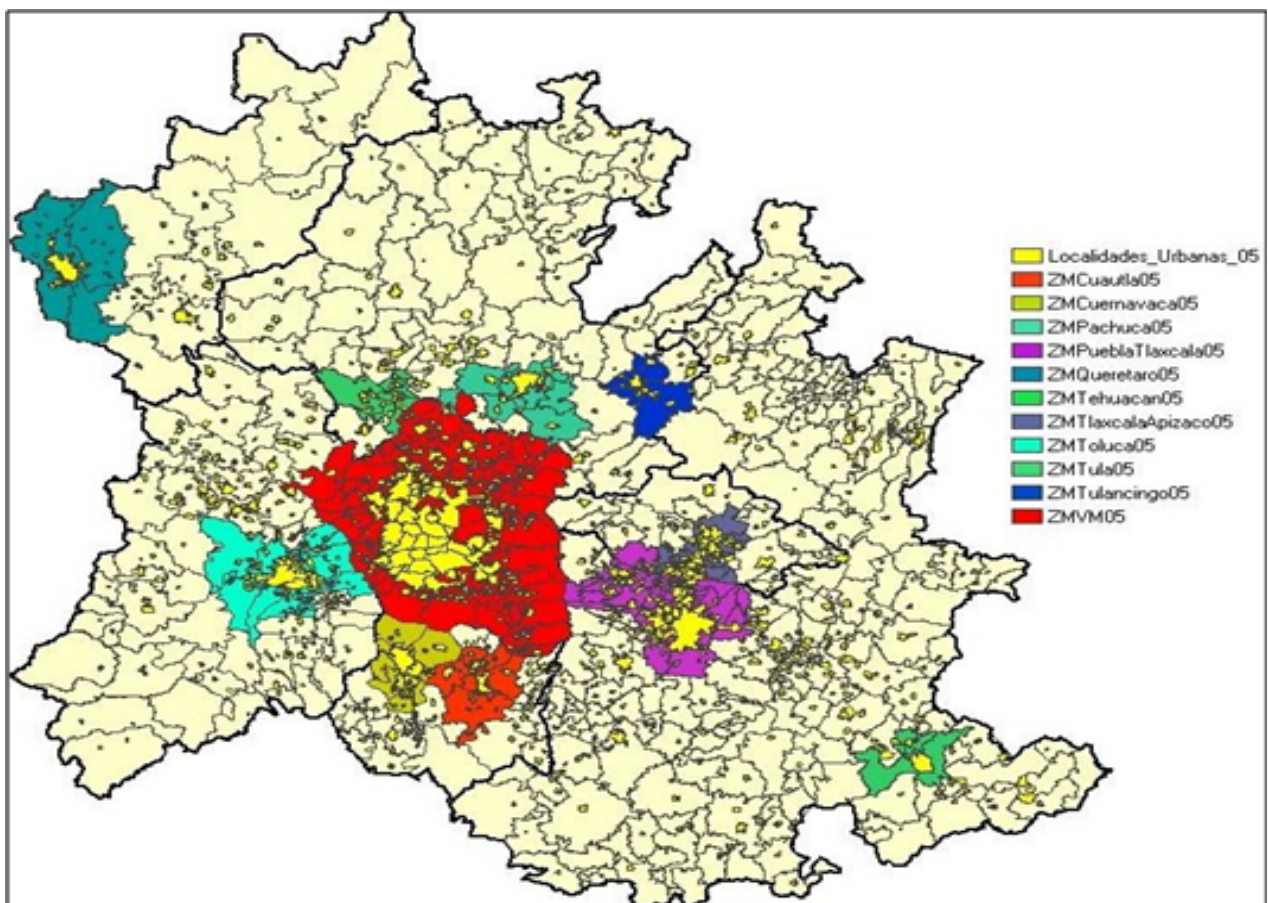 Localidades_Urbanas_05
ZMCuautla05
ZMCuernavaca05
ZMPachuca05
ZMPueblaTlaxcala05
ZMQueretaro05
ZMTehuacan05
ZMTlaxcalaApizaco05
ZMToluca05
ZMTula05
ZMTulancingo05
ZMVM05